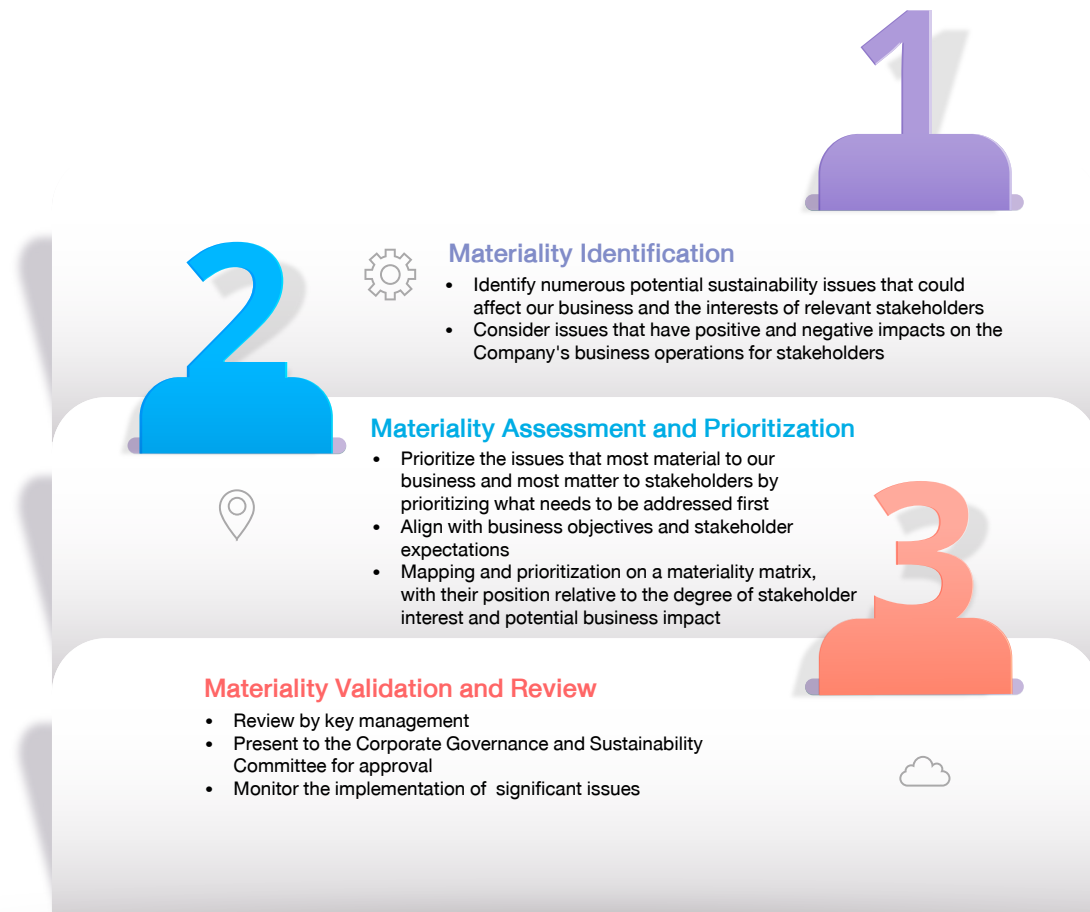 1
Materiality Identification
• Identify numerous potential sustainability issues that could
affect our business and the interests of relevant stakeholders
• Consider issues that have positive and negative impacts on the
Company's business operations for stakeholders
2
Materiality Assessment and Prioritization
• Prioritize the issues that most material to our
business and most matter to stakeholders by
prioritizing what needs to be addressed first
• Align with business objectives and stakeholder
expectations
• Mapping and prioritization on a materiality matrix,
with their position relative to the degree of stakeholder
interest and potential business impact
3
Materiality Validation and Review
• Review by key management
• Present to the Corporate Governance and Sustainability
Committee for approval
• Monitor the implementation of  significant issues